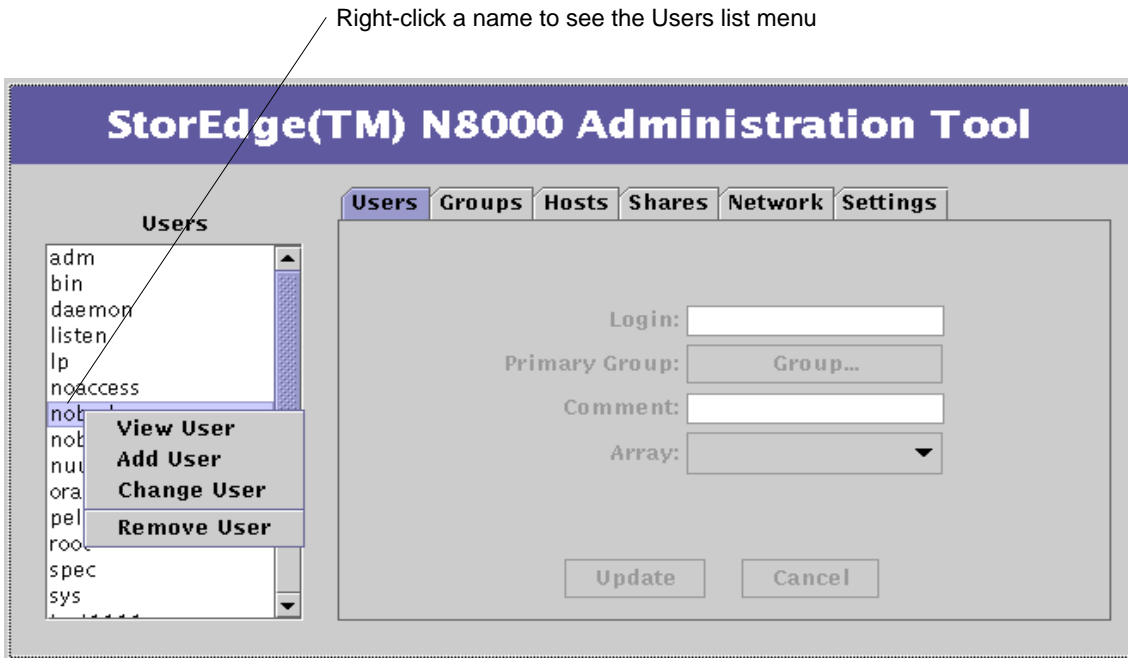 Right-click a name to see the Users list menu
StorEdge(TM) N8000 Administration Tool
Users Groups Hosts Shares Network Settings
Users
adm
bin
daemon
listen
lp
noaccess
View User
Add User
Change User
Remove User
root
spec
sys
Login:
Primary Group: Group...
Comment:
Array:
Update Cancel